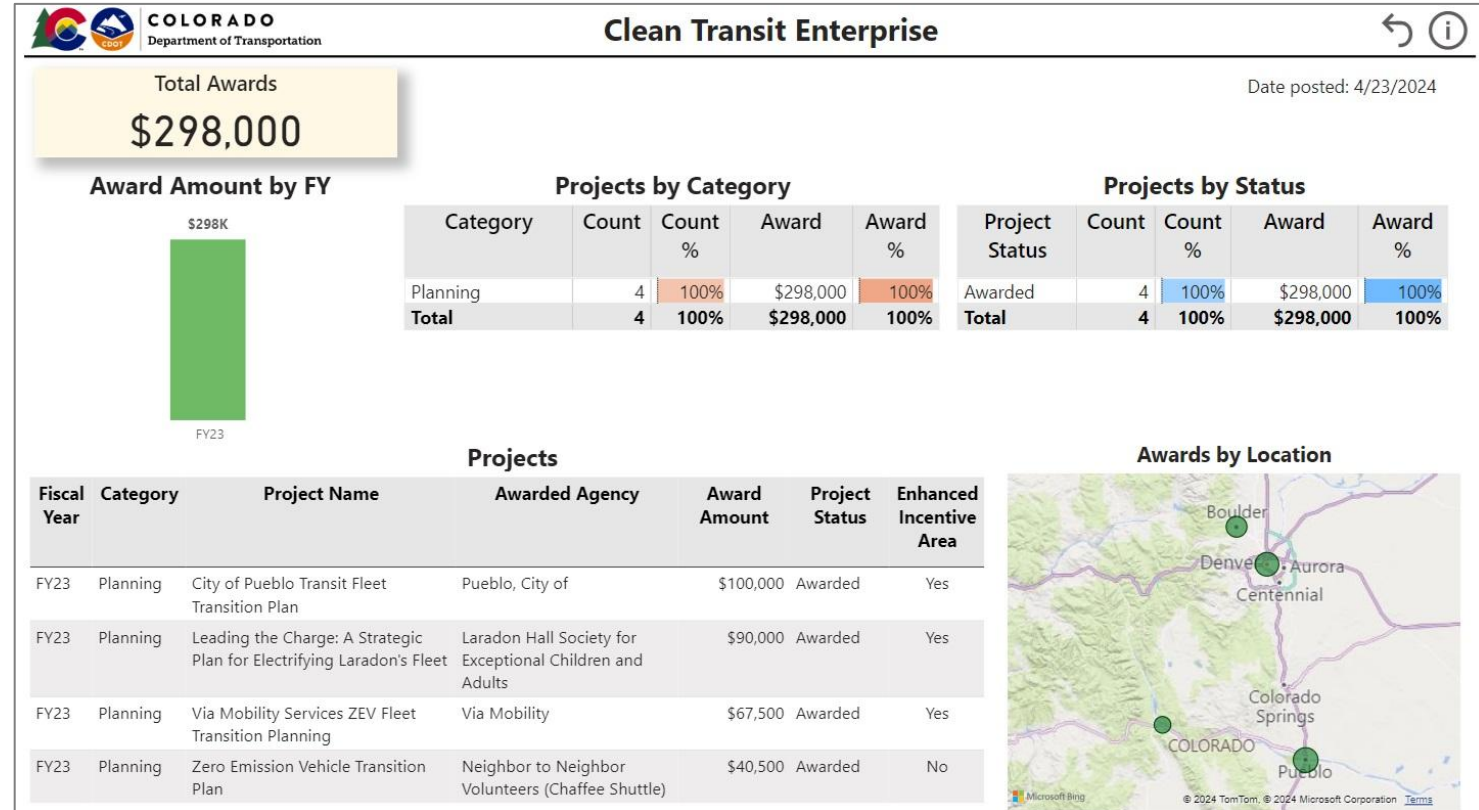 COLORADO
Department of Transportation
CDOT
Clean Transit Enterprise
Total Awards
$298,000
Date posted: 4/23/2024
Award Amount by FY
$298K
FY23
Projects by Category
Category Count Count % Award Award %
Planning 4 100% $298,000 100%
Total 4 100% $298,000 100%
Projects by Status
Project Status Count Count % Award Award %
Awarded 4 100% $298,000 100%
Total 4 100% $298,000 100%
Projects
Fiscal Year Category Project Name Awarded Agency Award Amount Project Status Enhanced Incentive Area
FY23 Planning City of Pueblo Transit Fleet Transition Plan Pueblo, City of $100,000 Awarded Yes
FY23 Planning Leading the Charge: A Strategic Plan for Electrifying Laradon's Fleet Laradon Hall Society for Exceptional Children and Adults $90,000 Awarded Yes
FY23 Planning Via Mobility Services ZEV Fleet Transition Planning Via Mobility $67,500 Awarded Yes
FY23 Planning Zero Emission Vehicle Transition Plan Neighbor to Neighbor Volunteers (Chaffee Shuttle) $40,500 Awarded No
Awards by Location
Boulder
Denver
Aurora
Centennial
Colorado
Springs
COLORADO
Pueblo
Microsoft Bing
© 2024 TomTom, © 2024 Microsoft Corporation Terms